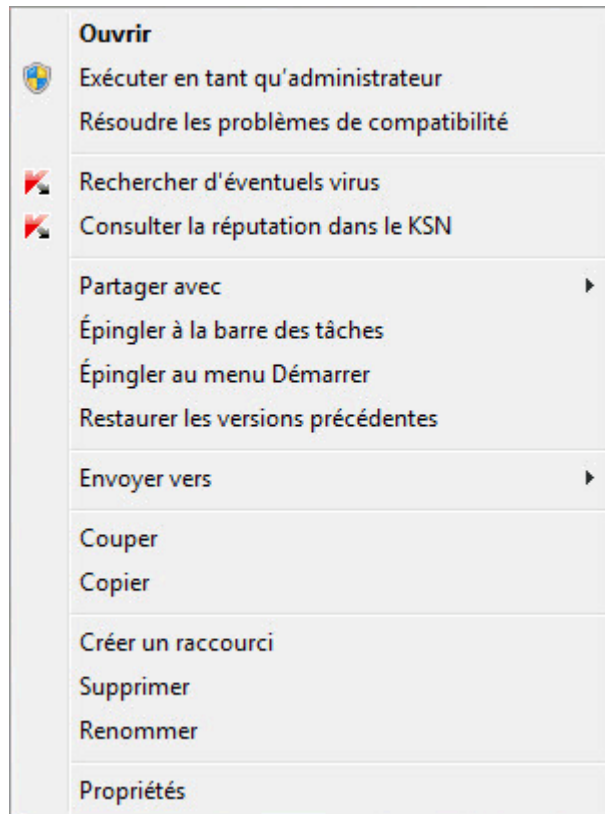 Ouvrir
Exécuter en tant qu'administrateur
Résoudre les problèmes de compatibilité
Rechercher d'éventuels virus
Consulter la réputation dans le KSN
Partager avec
Épingler à la barre des tâches
Épingler au menu Démarrer
Restaurer les versions précédentes
Envoyer vers
Couper
Copier
Créer un raccourci
Supprimer
Renommer
Propriétés